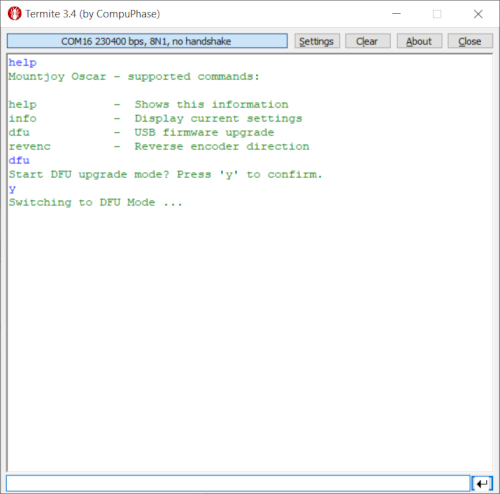 Termite 3.4 (by CompuPhase)
COM16 230400 bps, 8N1, no handshake Settings Clear About Close
help
Mountjoy Oscar - supported commands:
help - Shows this information
info - Display current settings
dfu - USB firmware upgrade
revenc - Reverse encoder direction
dfu
Start DFU upgrade mode? Press 'y' to confirm.
y
Switching to DFU Mode ...